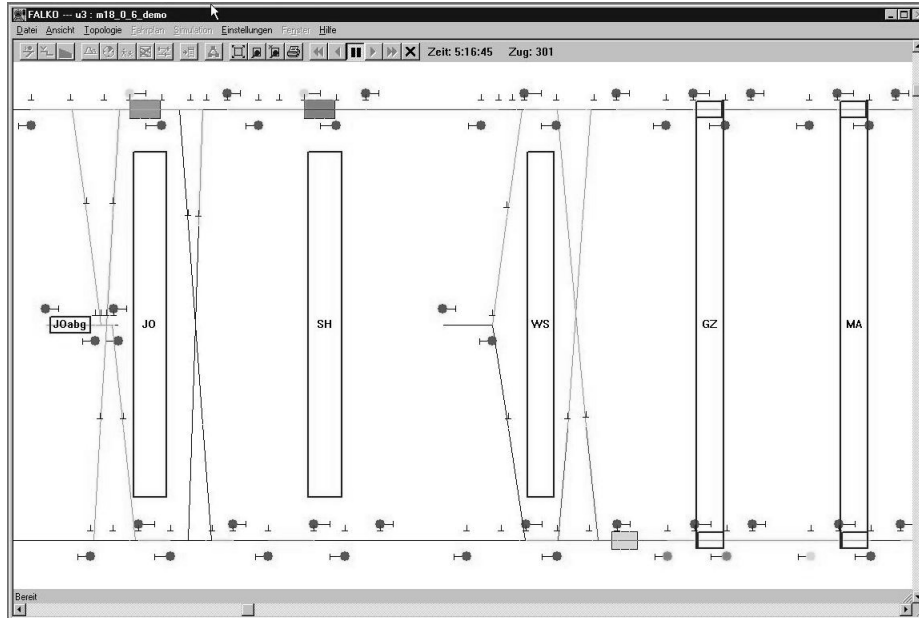 FALKO --- u3 : m18_0_6_demo
Datei Ansicht Topologie Fahrplan Simulation Einstellungen Fenster Hilfe
Zeit: 5:16:45 Zug: 301
JOabg JO SH WS GZ MA
Bereit